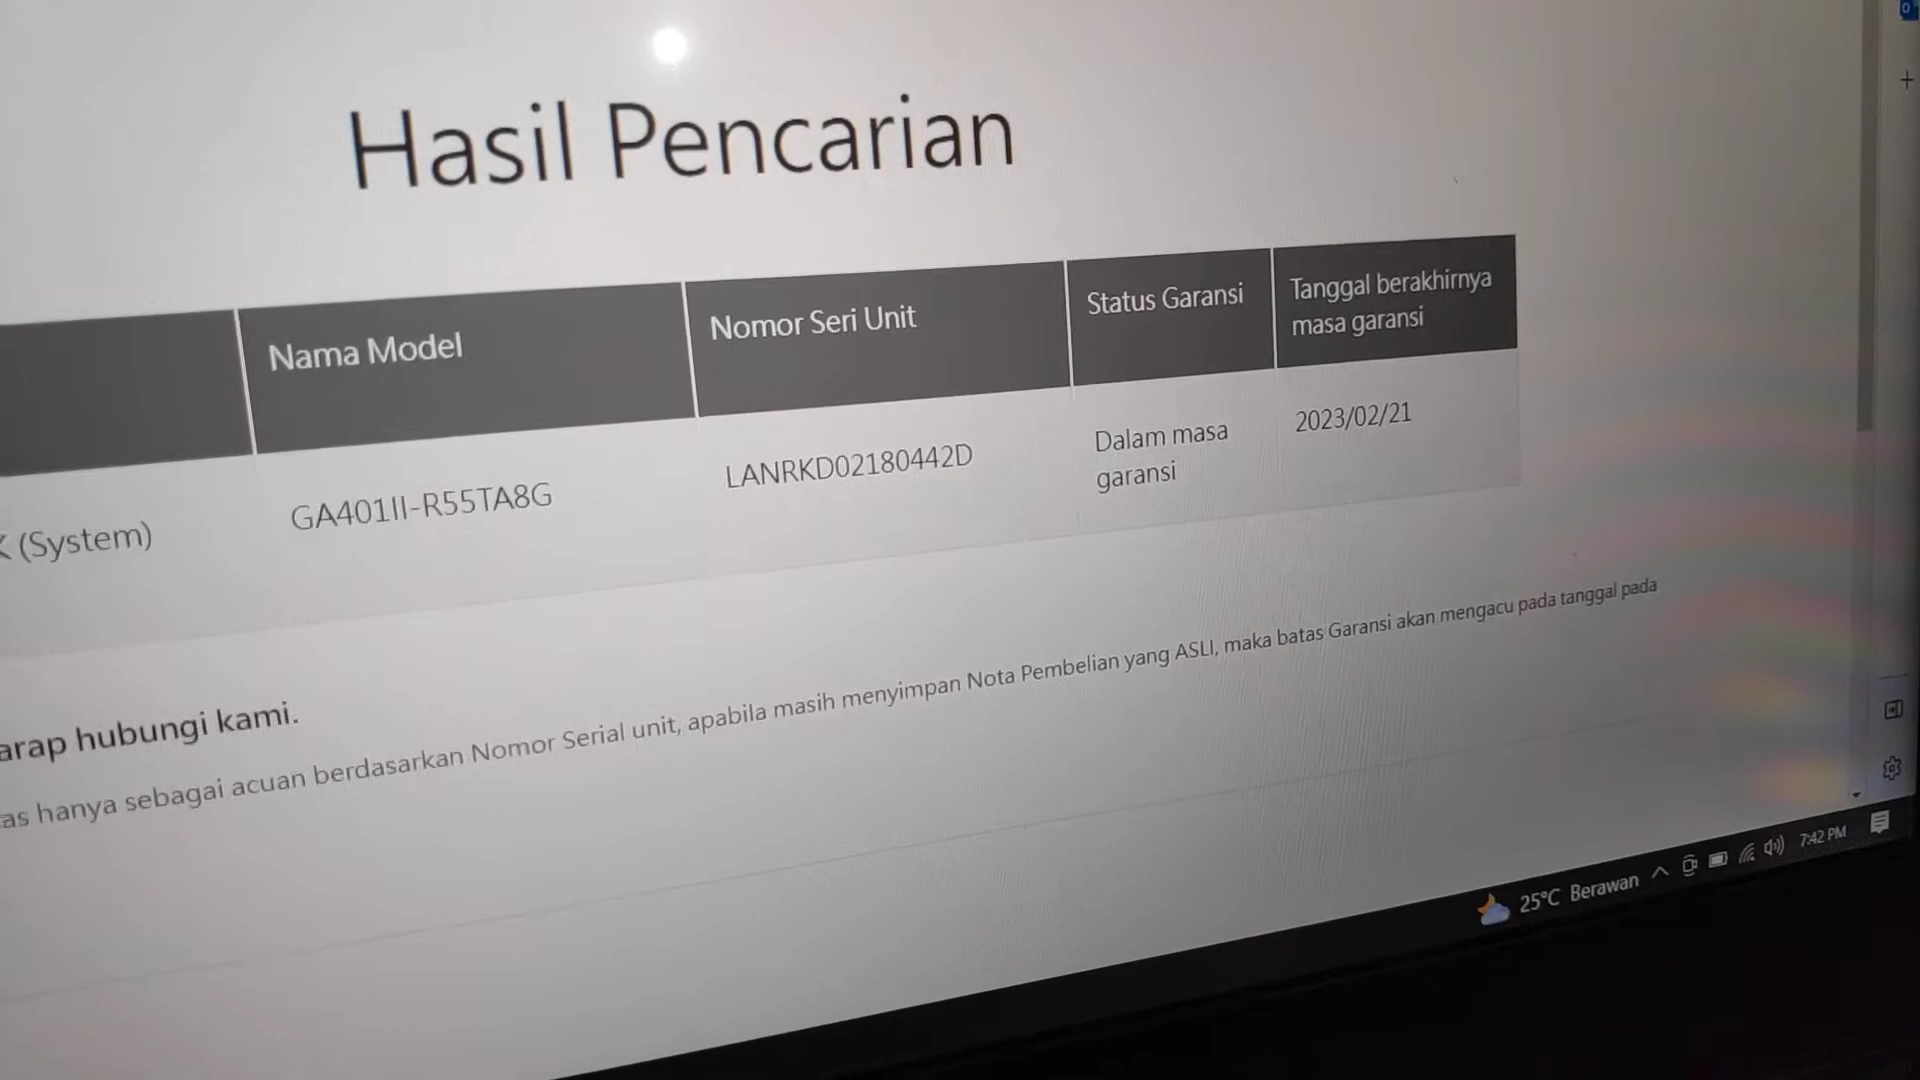 Hasil Pencarian
Nama Model
Nomor Seri Unit
Status Garansi
Tanggal berakhirnya
masa garansi
(System)
GA401II-R55TA8G
LANRKD02180442D
Dalam masa
garansi
2023/02/21
arap hubungi kami.
as hanya sebagai acuan berdasarkan Nomor Serial unit, apabila masih menyimpan Nota Pembelian yang ASLI, maka batas Garansi akan mengacu pada tanggal pada
25°C Berawan
7:42 PM